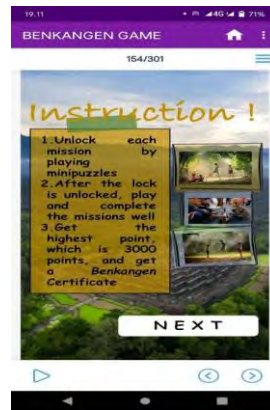 19.11
4G 71%
BENKANGEN GAME
154/301
Instruction !
1.Unlock each
mission by
playing
minipuzzles
2.After the lock
is unlocked, play
and complete
the missions well
3.Get the
highest point,
which is 3000
points, and get
a Benkangen
Certificate
NEXT